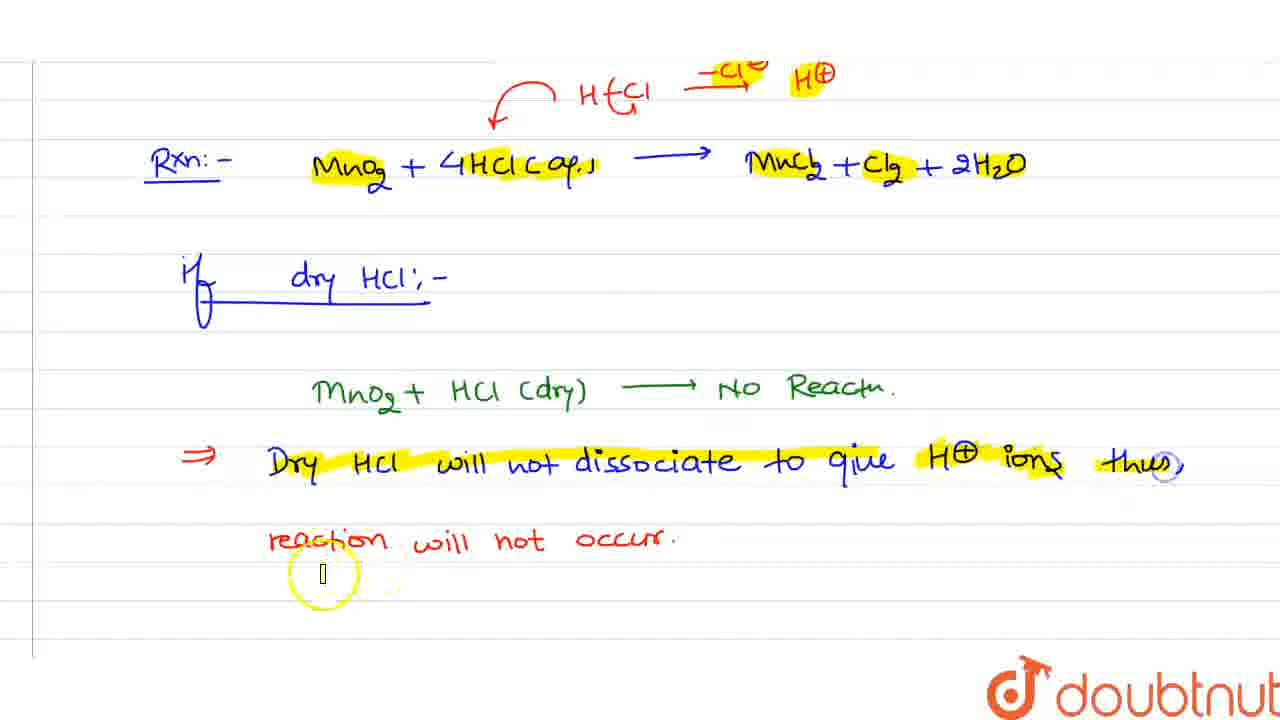 H-Cl -Cl⊖ → H⊕
Rxn:- MnO2 + 4HCl (aq.) → MnCl2 + Cl2 + 2H2O
If dry HCl:-
MnO2 + HCl (dry) → No Reactn.
⇒ Dry HCl will not dissociate to give H⊕ ions thus,
reaction will not occur.
doubtnut